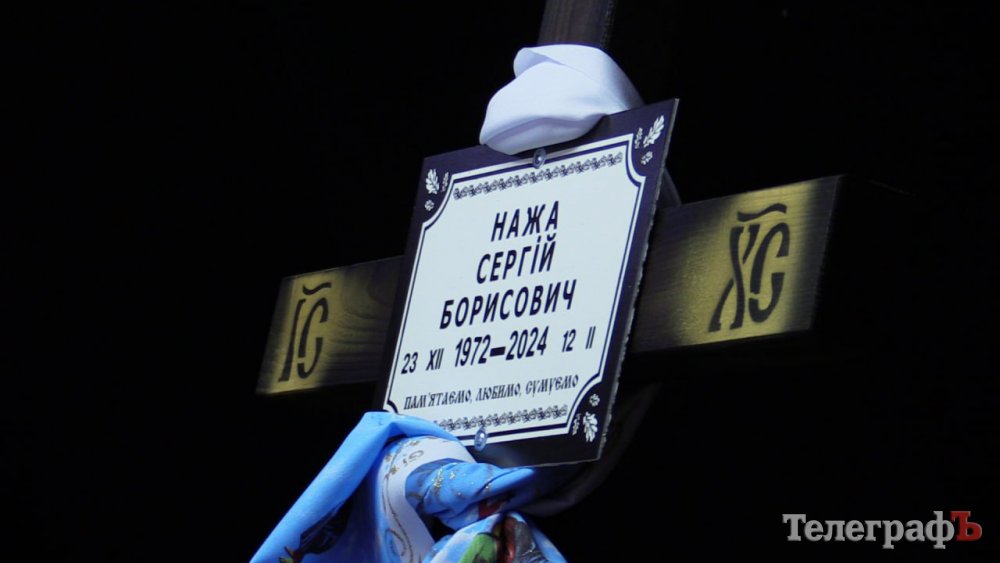 НАЖА
СЕРГІЙ
БОРИСОВИЧ
23 XII 1972–2024 12 II
ПАМ'ЯТАЄМО, ЛЮБИМО, СУМУЄМО
ІС
ХС
ТелеграфЪ